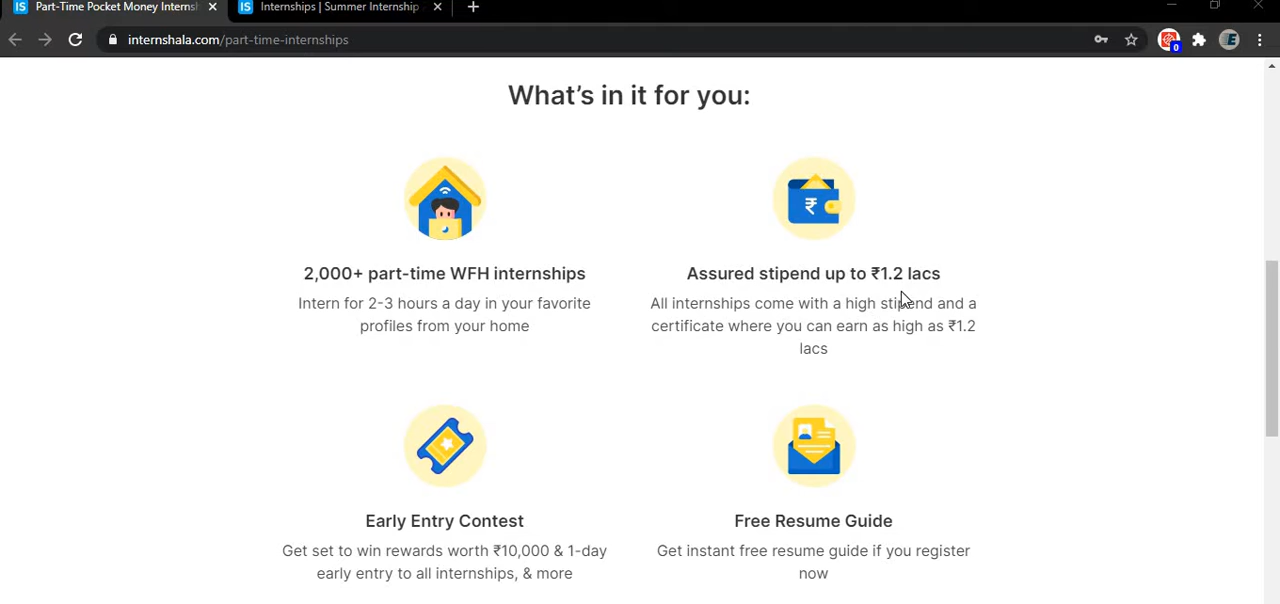 IS Part-Time Pocket Money Interns
IS Internships | Summer Internship
internshala.com/part-time-internships
0
E
What's in it for you:
₹
2,000+ part-time WFH internships
Intern for 2-3 hours a day in your favorite
profiles from your home
Assured stipend up to ₹1.2 lacs
All internships come with a high stipend and a
certificate where you can earn as high as ₹1.2
lacs
Early Entry Contest
Get set to win rewards worth ₹10,000 & 1-day
early entry to all internships, & more
Free Resume Guide
Get instant free resume guide if you register
now